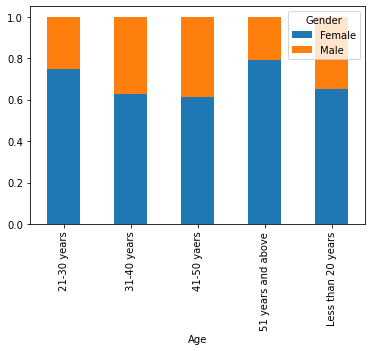 Gender
Female
Male
1.0
0.8
0.6
0.4
0.2
0.0
21-30 years
31-40 years
41-50 yaers
51 years and above
Less than 20 years
Age